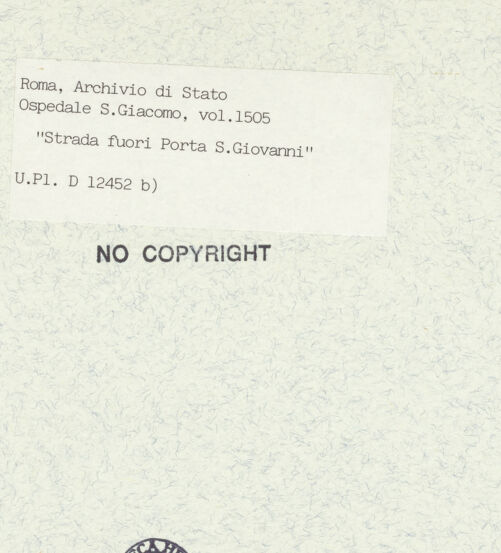 Roma, Archivio di Stato
Ospedale S.Giacomo, vol.1505
"Strada fuori Porta S.Giovanni"
U.Pl. D 12452 b)
NO COPYRIGHT